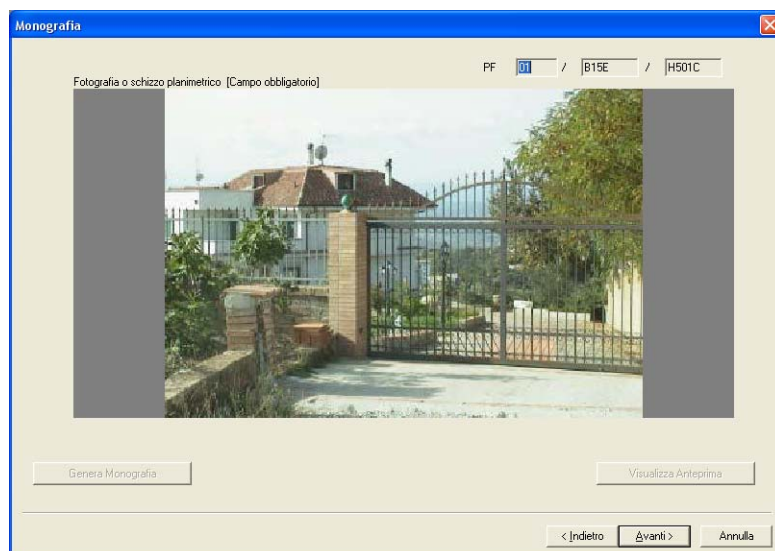 Monografia
PF 01 / B15E / H501C
Fotografia o schizzo planimetrico [Campo obbligatorio]
Genera Monografia Visualizza Anteprima
< Indietro Avanti > Annulla